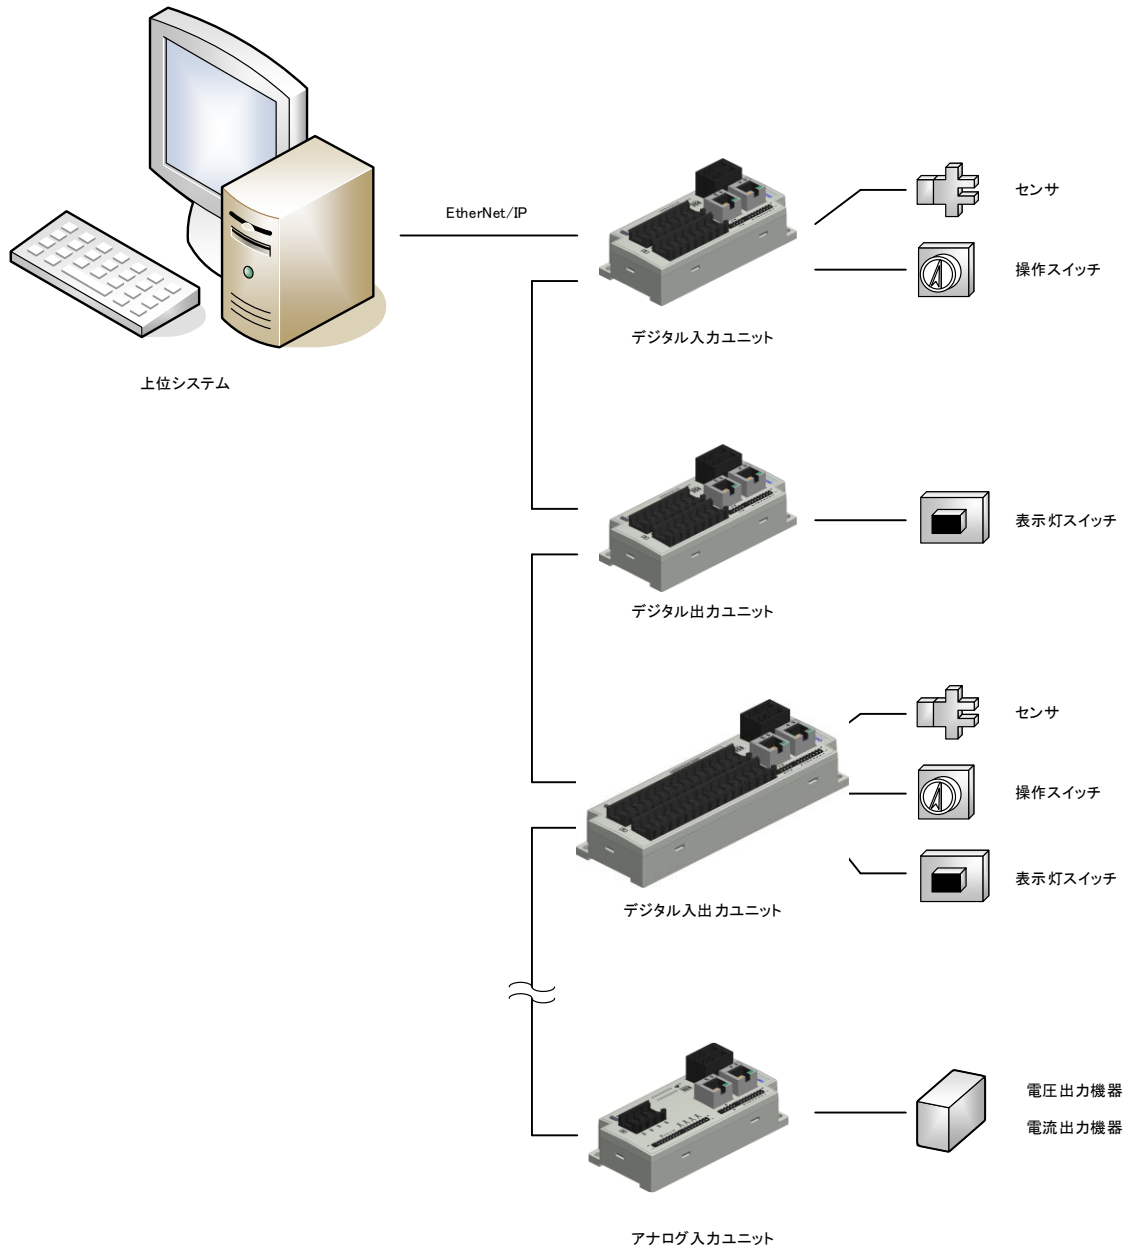 EtherNet/IP
センサ
操作スイッチ
デジタル入力ユニット
上位システム
表示灯スイッチ
デジタル出力ユニット
センサ
操作スイッチ
表示灯スイッチ
デジタル入出力ユニット
電圧出力機器
電流出力機器
アナログ入力ユニット